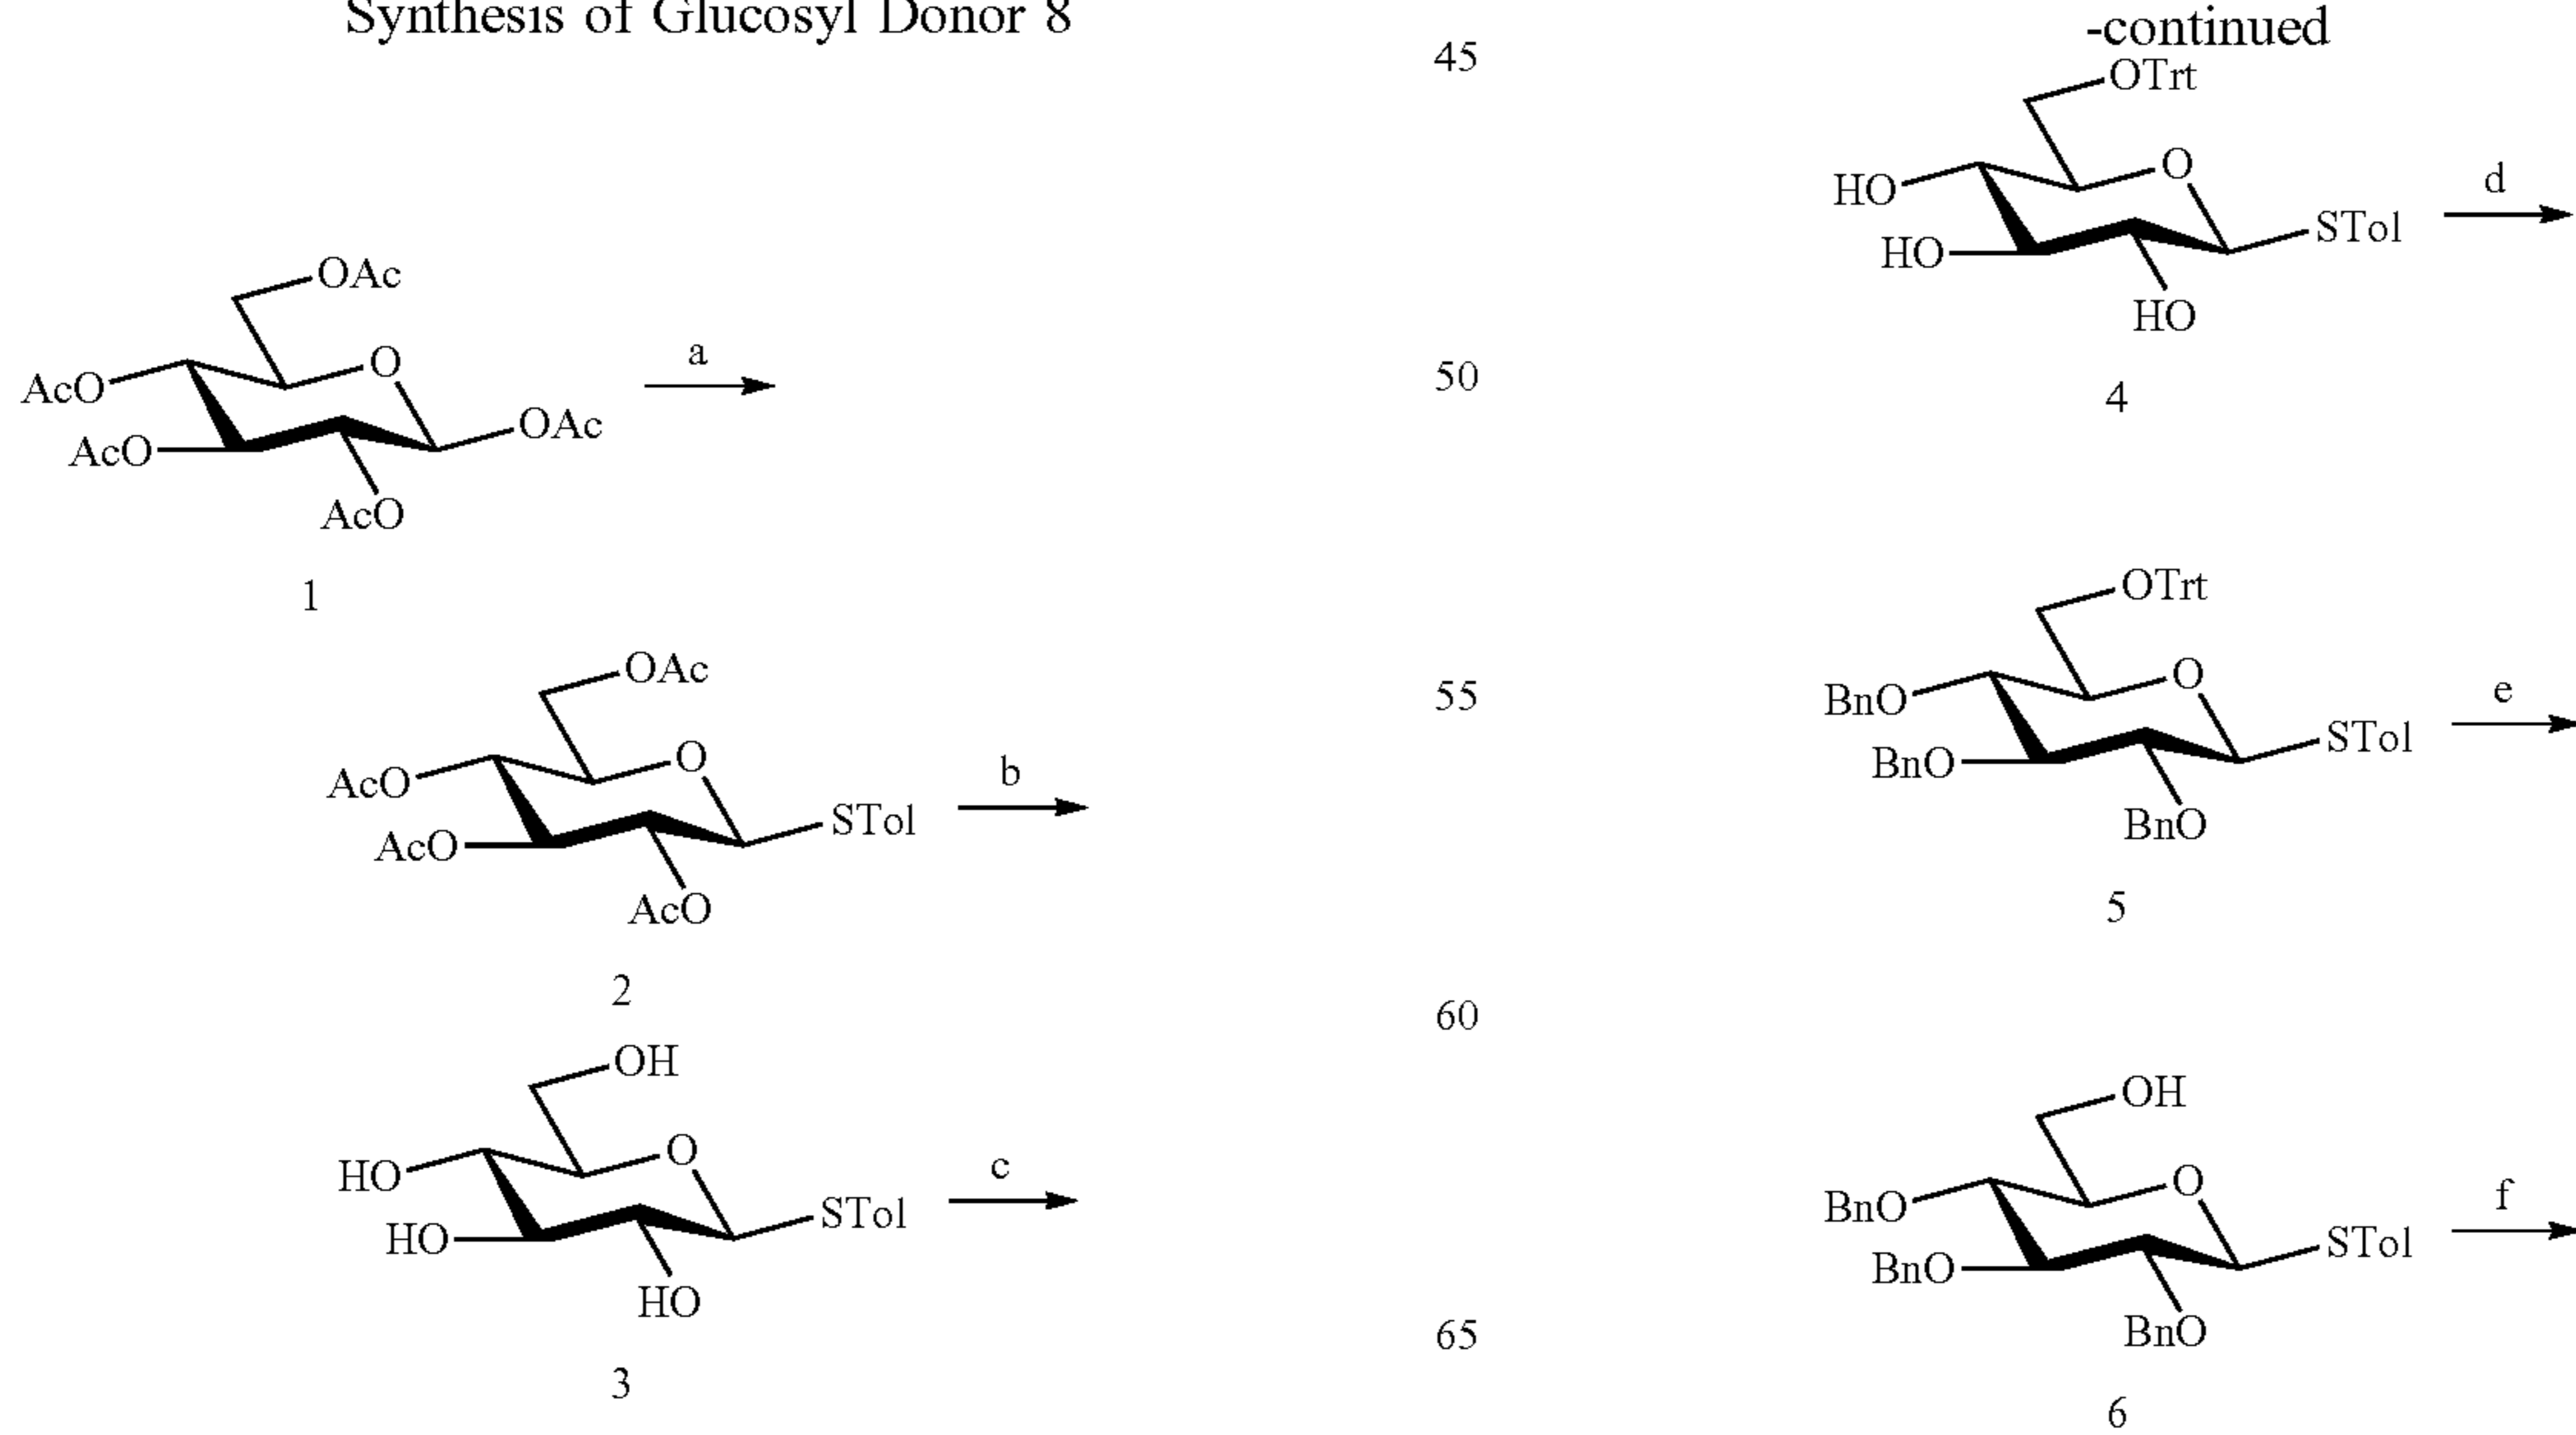 Synthesis of Glucosyl Donor 8
OAc
O
AcO
OAc
AcO
AcO
a
1
OAc
O
AcO
STol
AcO
AcO
b
2
OH
O
HO
STol
HO
HO
c
3
45
50
55
60
65
-continued
OTrt
O
HO
STol
HO
HO
d
4
OTrt
O
BnO
STol
BnO
BnO
e
5
OH
O
BnO
STol
BnO
BnO
f
6